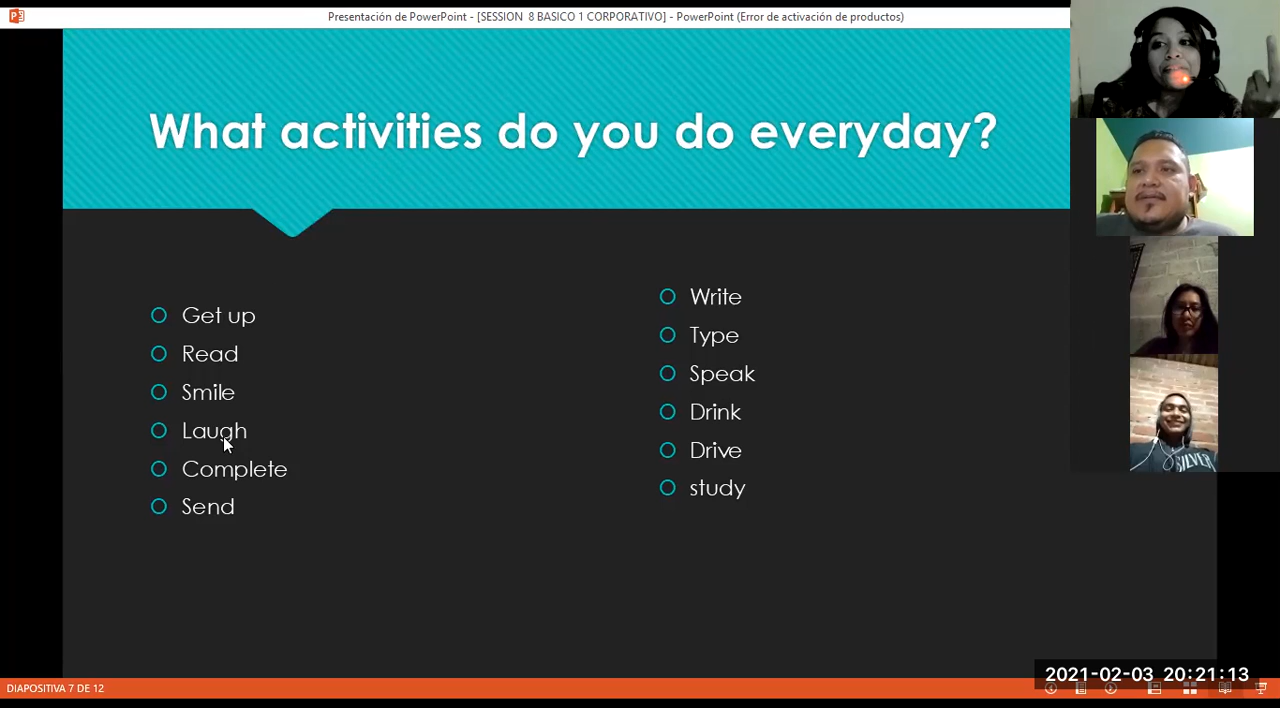 Presentación de PowerPoint - [SESSION 8 BASICO 1 CORPORATIVO] - PowerPoint (Error de activación de productos)
What activities do you do everyday?
Get up
Read
Smile
Laugh
Complete
Send
Write
Type
Speak
Drink
Drive
study
SILVER
2021-02-03 20:21:13
DIAPOSITIVA 7 DE 12